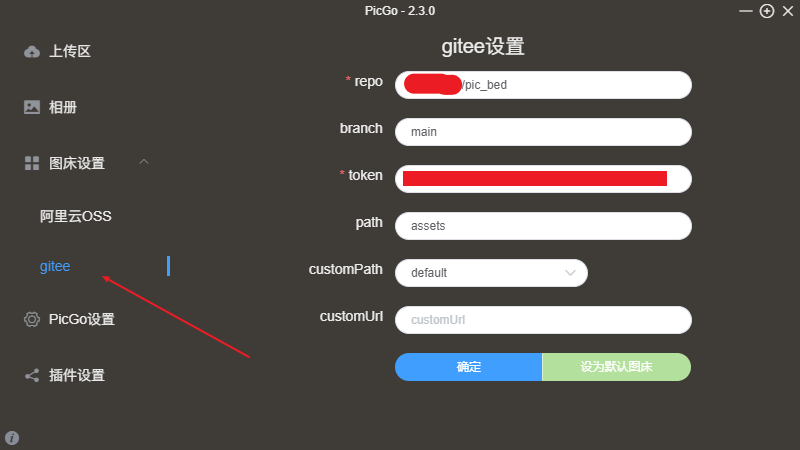 PicGo - 2.3.0
上传区
相册
图床设置
阿里云OSS
gitee
PicGo设置
插件设置
gitee设置
* repo
/pic_bed
branch
main
* token
path
assets
customPath
default
customUrl
customUrl
确定
设为默认图床